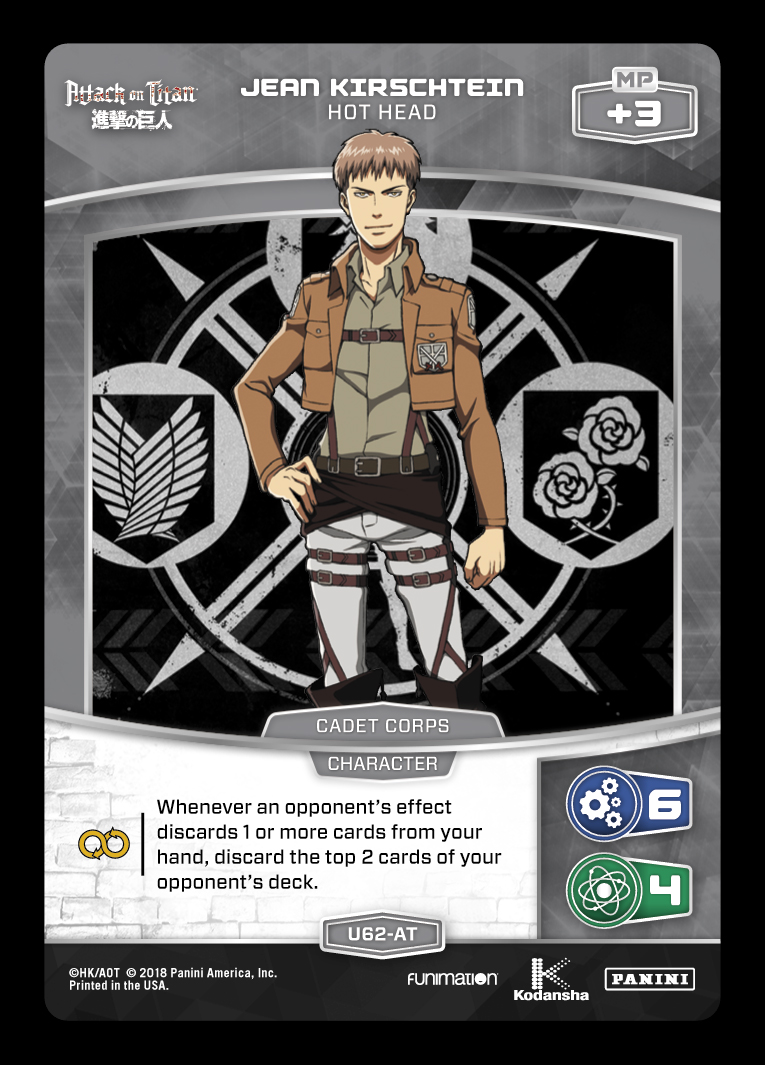 Attack on Titan
進撃の巨人
JEAN KIRSCHTEIN
HOT HEAD
MP
+3
CADET CORPS
CHARACTER
Whenever an opponent's effect
discards 1 or more cards from your
hand, discard the top 2 cards of your
opponent's deck.
6
4
U62-AT
©HK/AOT © 2018 Panini America, Inc.
Printed in the USA.
FUNIMATION
K
Kodansha
PANINI